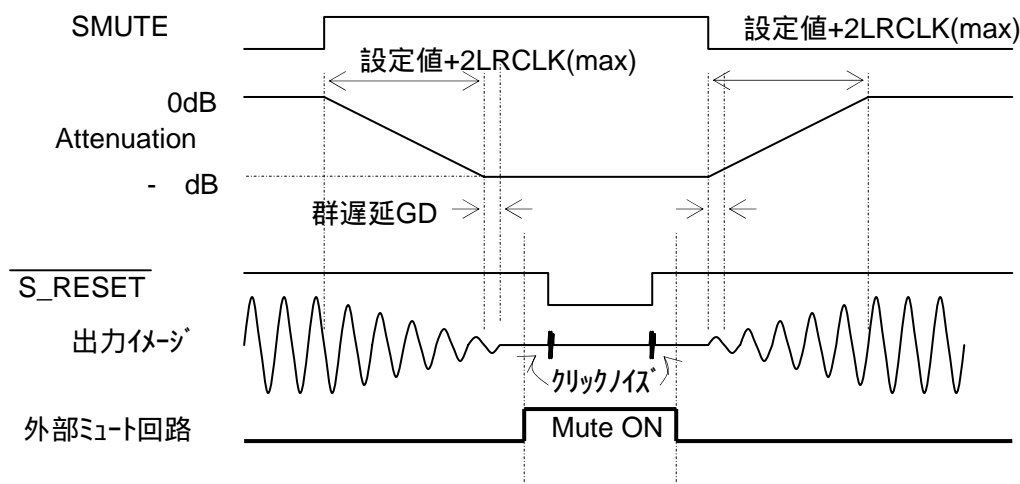 SMUTE
設定値+2LRCLK(max)
設定値+2LRCLK(max)
0dB
Attenuation
- dB
群遅延GD
S_RESET
出力ｲﾒｰｼﾞ
ｸﾘｯｸﾉｲｽﾞ
外部ﾐｭｰﾄ回路
Mute ON